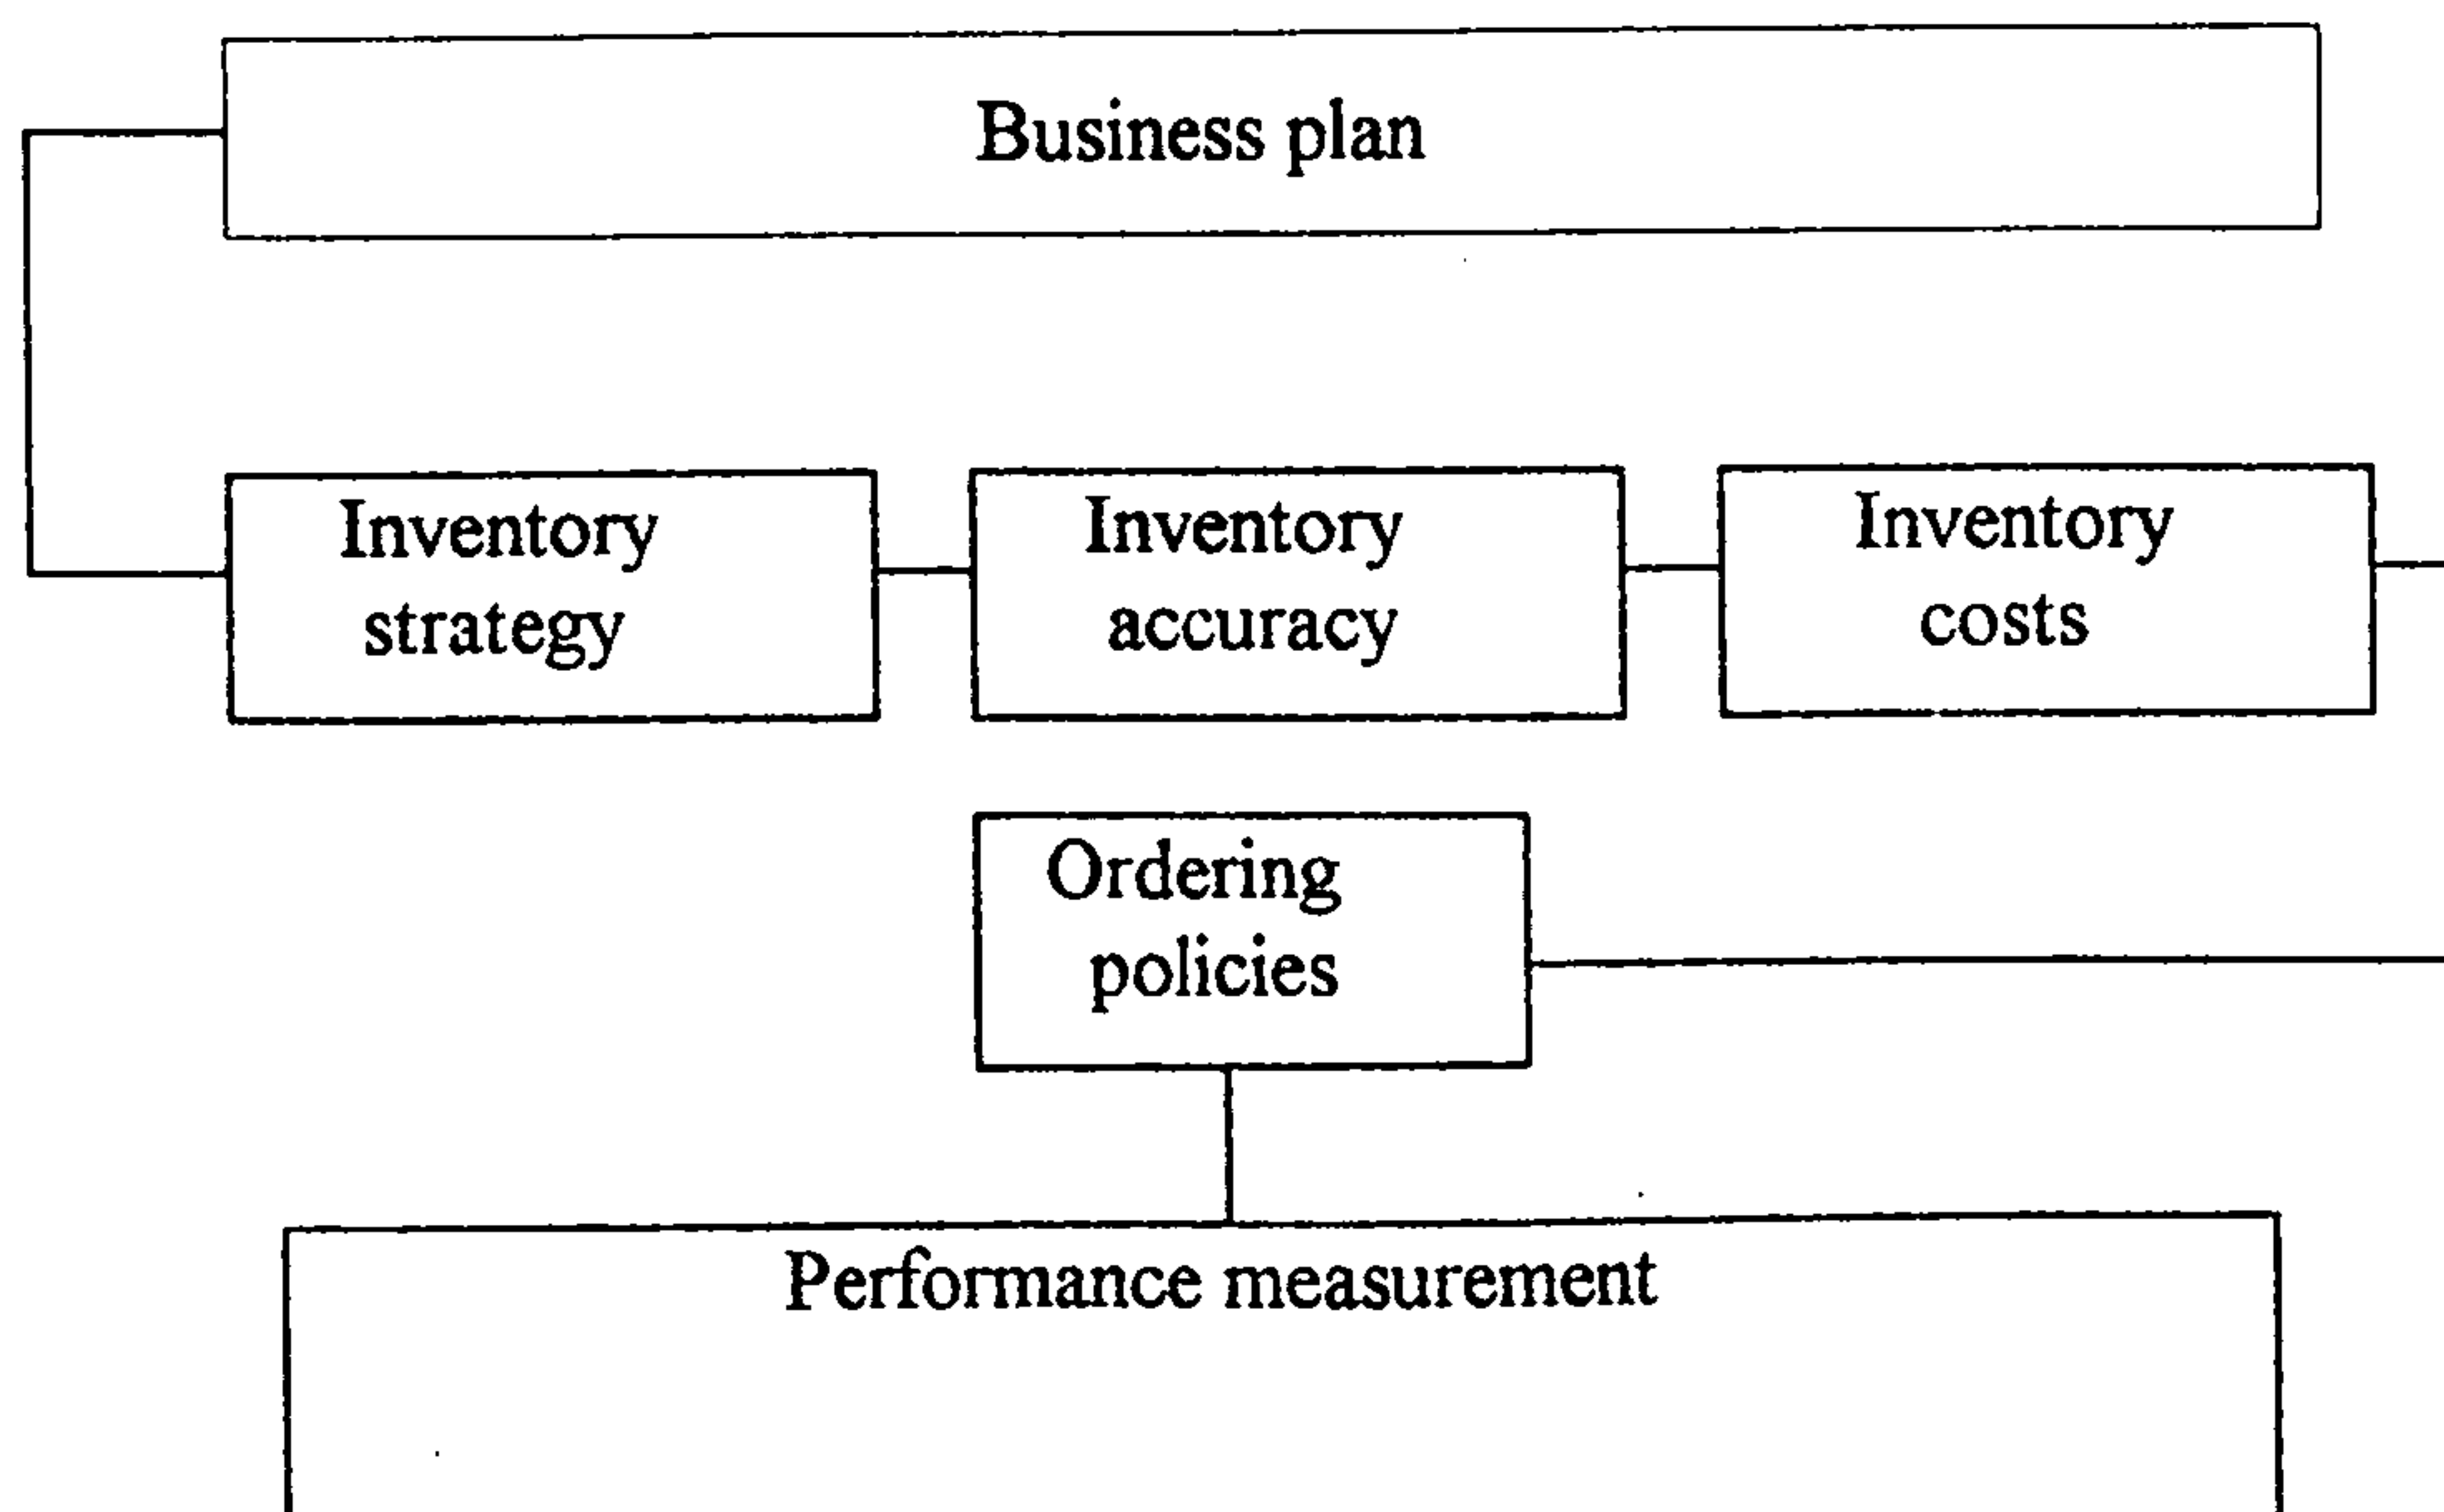 Business plan
Inventory
strategy
Inventory
accuracy
Inventory
costs
Ordering
policies
Performance measurement